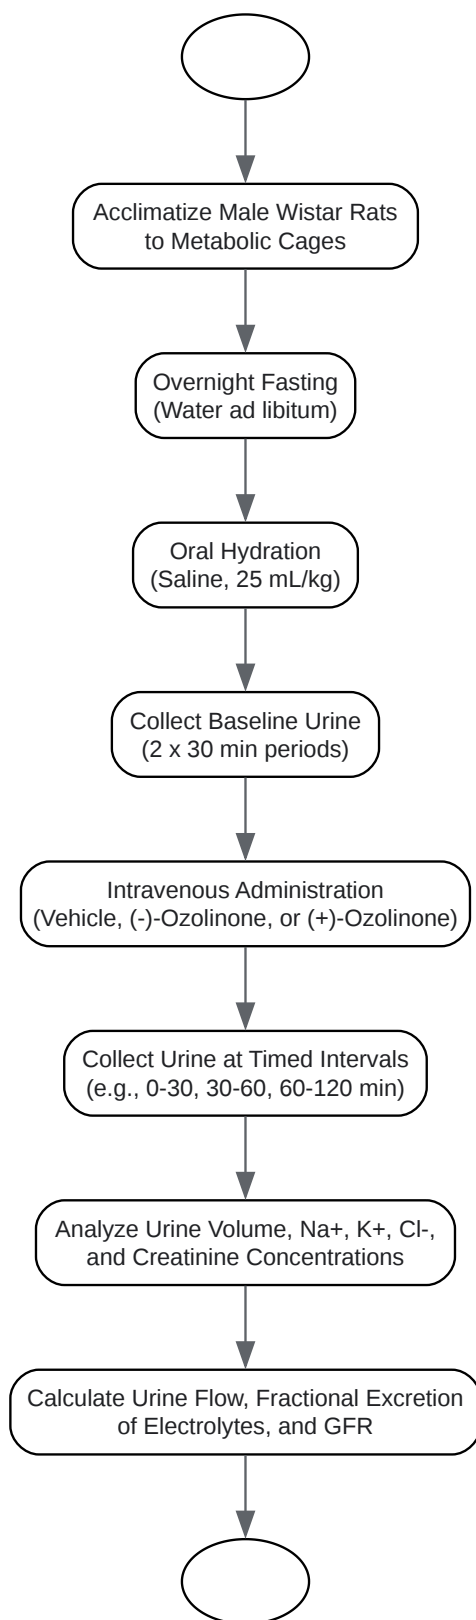 Acclimatize Male Wistar Rats
to Metabolic Cages
Overnight Fasting
(Water ad libitum)
Oral Hydration
(Saline, 25 mL/kg)
Collect Baseline Urine
(2 x 30 min periods)
Intravenous Administration
(Vehicle, (-)-Ozolinone, or (+)-Ozolinone)
Collect Urine at Timed Intervals
(e.g., 0-30, 30-60, 60-120 min)
Analyze Urine Volume, Na+, K+, Cl-,
and Creatinine Concentrations
Calculate Urine Flow, Fractional Excretion
of Electrolytes, and GFR